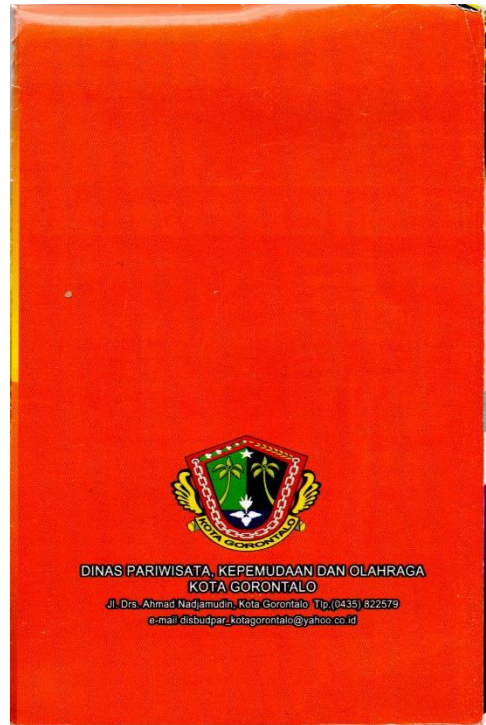 KOTA GORONTALO
DINAS PARIWISATA, KEPEMUDAAN DAN OLAHRAGA
KOTA GORONTALO
Jl. Drs. Ahmad Nadjamudin, Kota Gorontalo Tlp,(0435) 822579
e-mail disbudpar_kotagorontalo@yahoo.co.id